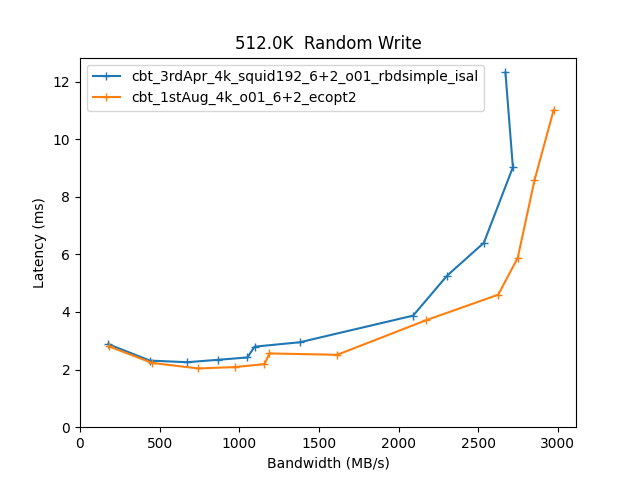 512.0K  Random Write
cbt_3rdApr_4k_squid192_6+2_o01_rbdsimple_isal
cbt_1stAug_4k_o01_6+2_ecopt2
12
10
8
6
4
2
0
Latency (ms)
0 500 1000 1500 2000 2500 3000
Bandwidth (MB/s)